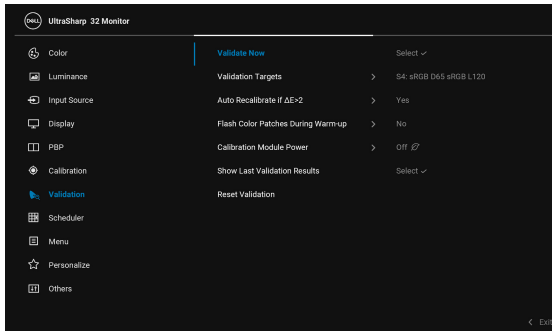 DELL UltraSharp 32 Monitor
Color
Validate Now Select
Luminance
Validation Targets S4: sRGB D65 sRGB L120
Input Source
Auto Recalibrate if ΔE>2 Yes
Display
Flash Color Patches During Warm-up No
PBP
Calibration Module Power Off
Calibration
Show Last Validation Results Select
Validation
Reset Validation
Scheduler
Menu
Personalize
Others
Exit